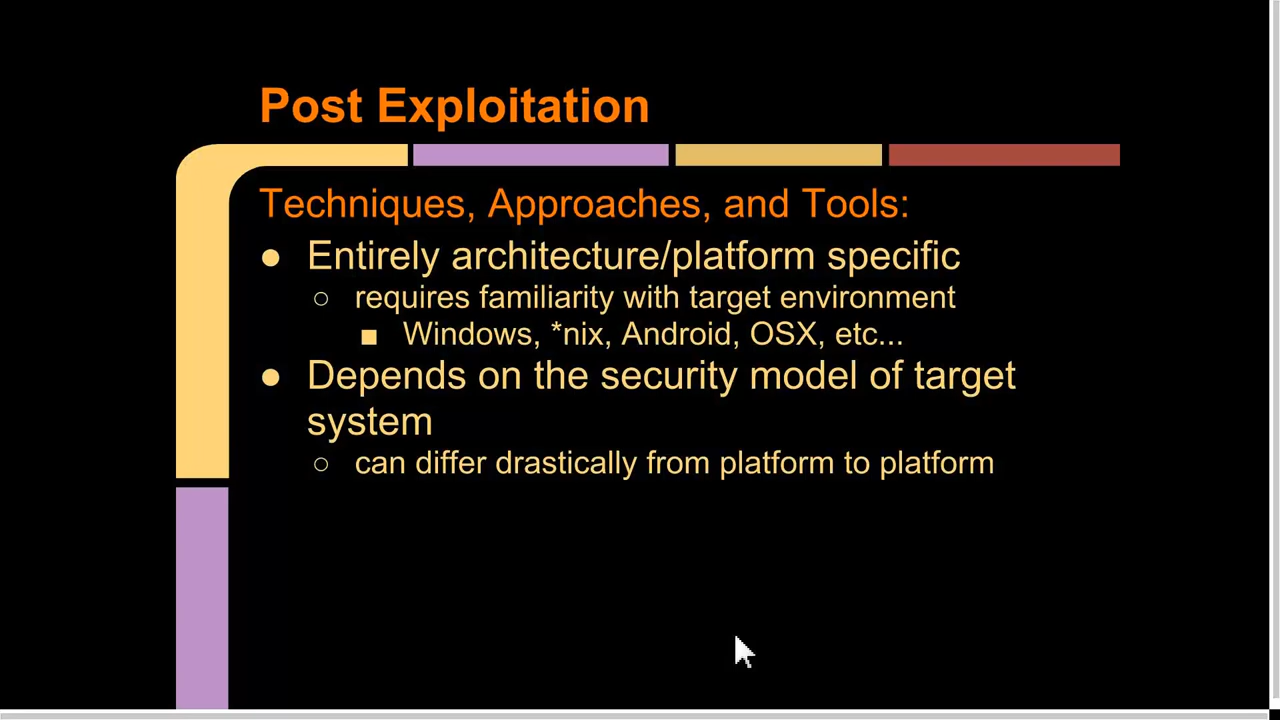 Post Exploitation
Techniques, Approaches, and Tools:
● Entirely architecture/platform specific
○ requires familiarity with target environment
■ Windows, *nix, Android, OSX, etc...
● Depends on the security model of target
system
○ can differ drastically from platform to platform